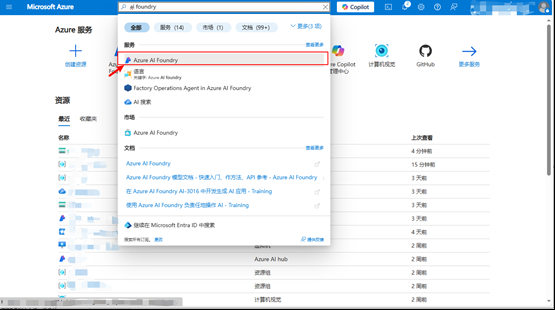 Microsoft Azure
ai foundry
Copilot
全部
服务 (14)
市场 (1)
文档 (99+)
更多(3 项)
Azure 服务
服务
查看更多
Azure AI Foundry
语言
关键字: Azure AI Foundry
Factory Operations Agent in Azure AI Foundry
AI 搜索
市场
Azure AI Foundry
文档
查看更多
Azure AI Foundry
Azure AI Foundry 模型文档 - 快速入门、作方法、API 参考 - Azure AI Foundry
在 Azure AI Foundry AI-3016 中开发生成 AI 应用 - Training
使用 Azure AI Foundry 负责任地操作 AI - Training
继续在 Microsoft Entra ID 中搜索
搜索所有订阅。
更改
提供反馈
创建资源
Copilot
管理中心
计算机视觉
GitHub
更多服务
资源
最近
收藏夹
名称
上次查看
4 分钟前
15 分钟前
3 天前
3 天前
3 天前
3 天前
3 天前
2 周前
Azure AI hub
2 周前
资源组
2 周前
资源组
2 周前
计算机视觉
2 周前